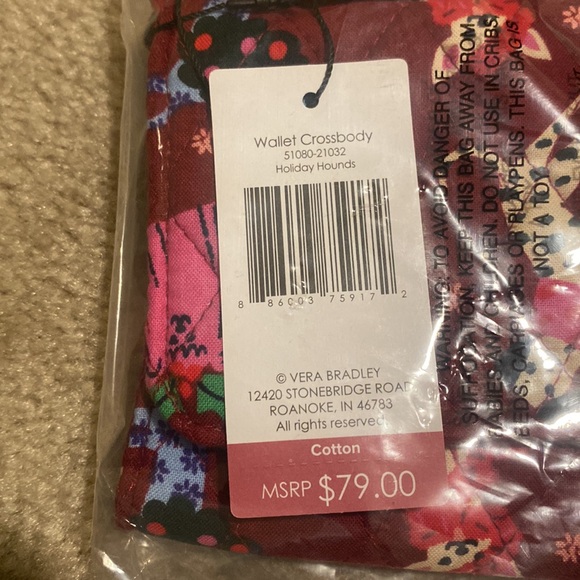 Wallet Crossbody
51080-21032
Holiday Hounds
8 86003 75917 2
© VERA BRADLEY
12420 STONEBRIDGE ROAD
ROANOKE, IN 46783
All rights reserved
Cotton
MSRP $79.00
WARNING: TO AVOID DANGER OF
SUFFOCATION, KEEP THIS BAG AWAY FROM
BABIES AND CHILDREN. DO NOT USE IN CRIBS,
BEDS, CARRIAGES OR PLAYPENS. THIS BAG IS
NOT A TOY